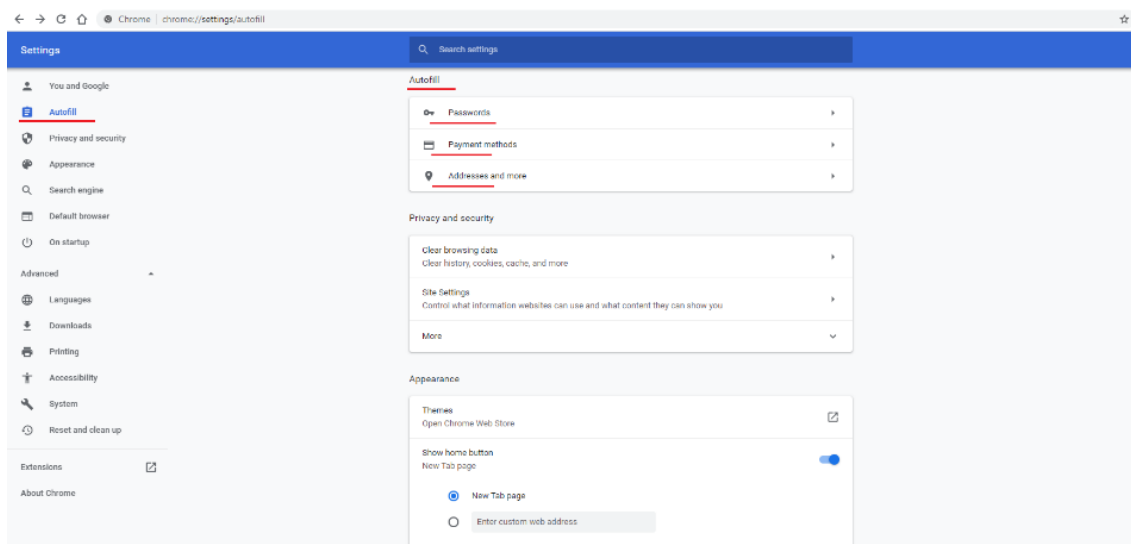 Chrome | chrome://settings/autofill
Settings
Search settings
You and Google
Autofill
Privacy and security
Appearance
Search engine
Default browser
On startup
Advanced
Languages
Downloads
Printing
Accessibility
System
Reset and clean up
Extensions
About Chrome
Autofill
Passwords
Payment methods
Addresses and more
Privacy and security
Clear browsing data
Clear history, cookies, cache, and more
Site Settings
Control what information websites can use and what content they can show you
More
Appearance
Themes
Open Chrome Web Store
Show home button
New Tab page
New Tab page
Enter custom web address